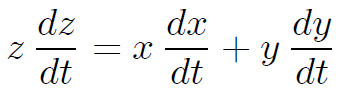 z dz/dt = x dx/dt + y dy/dt